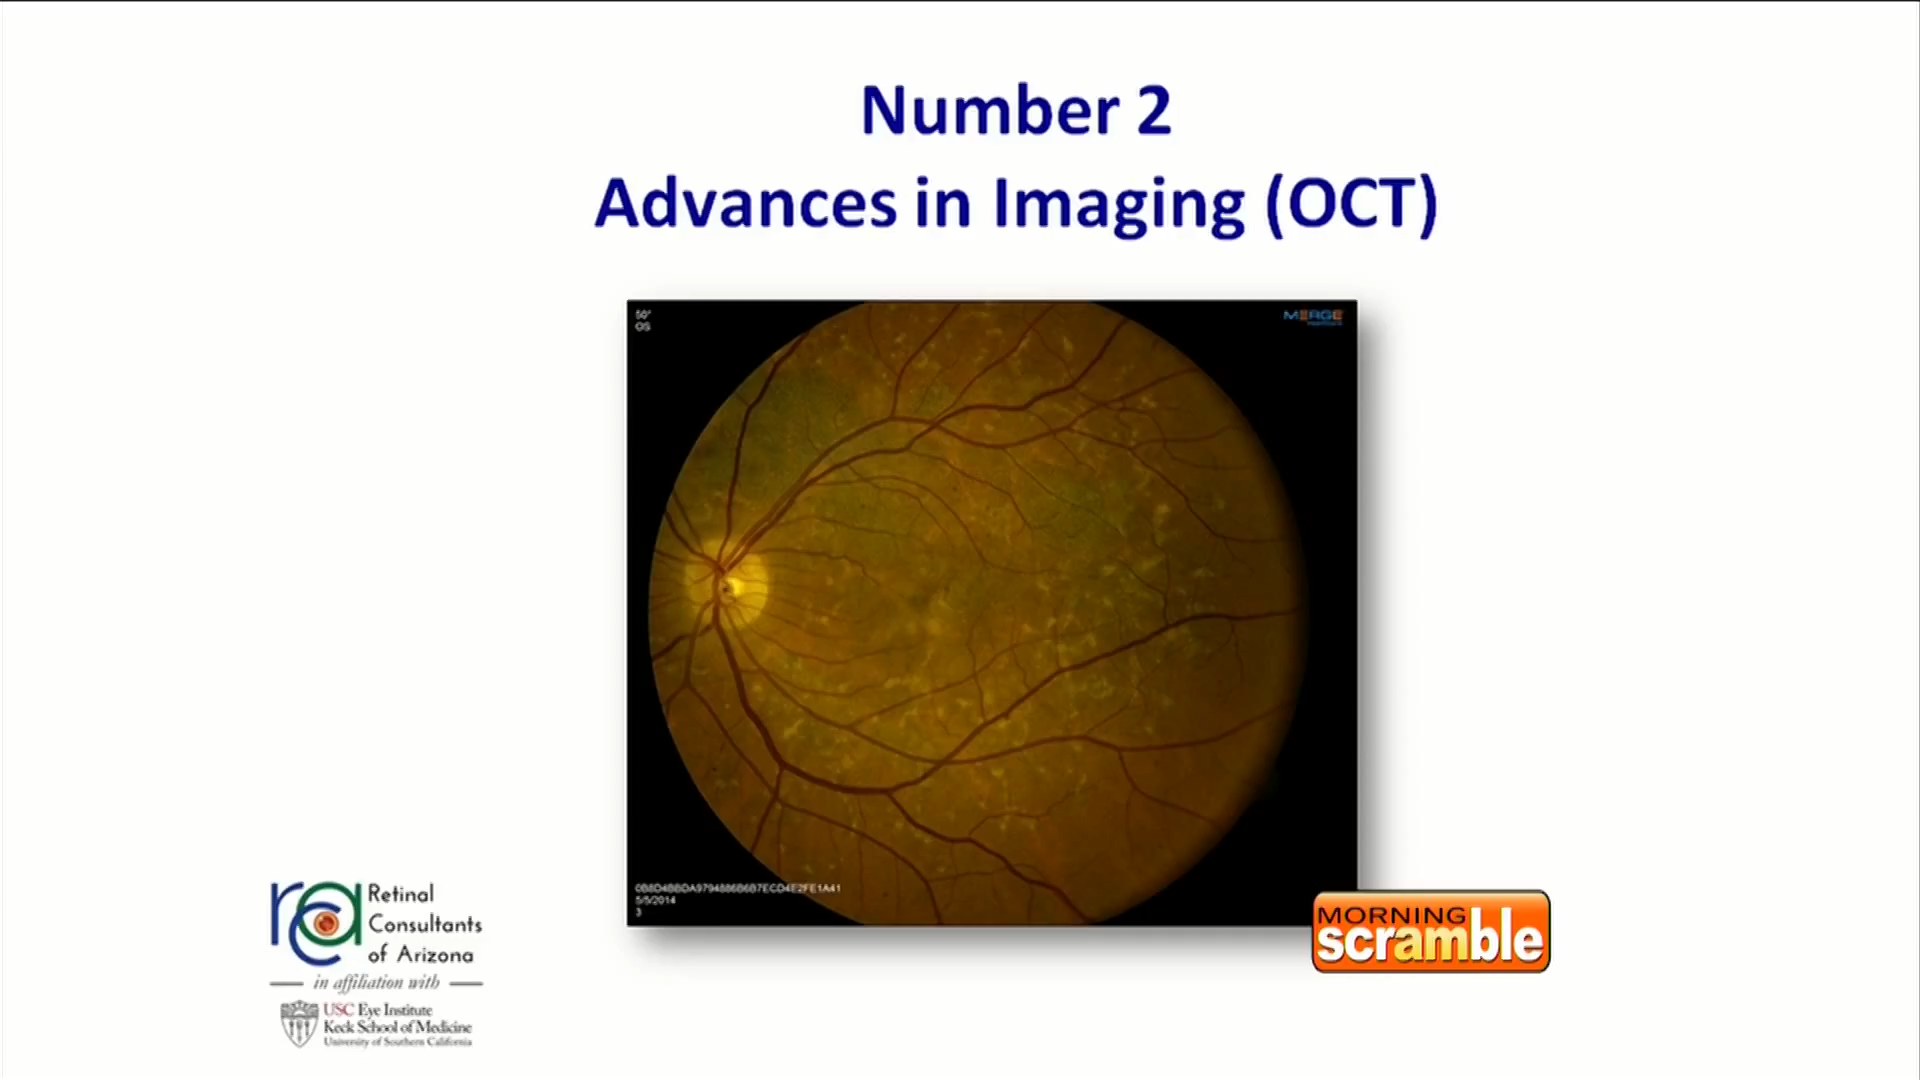 Number 2
Advances in Imaging (OCT)
50°
OS
MERGE
5/5/2014
3
Retinal
Consultants
of Arizona
in affiliation with
USC Eye Institute
Keck School of Medicine
University of Southern California
MORNING
scramble